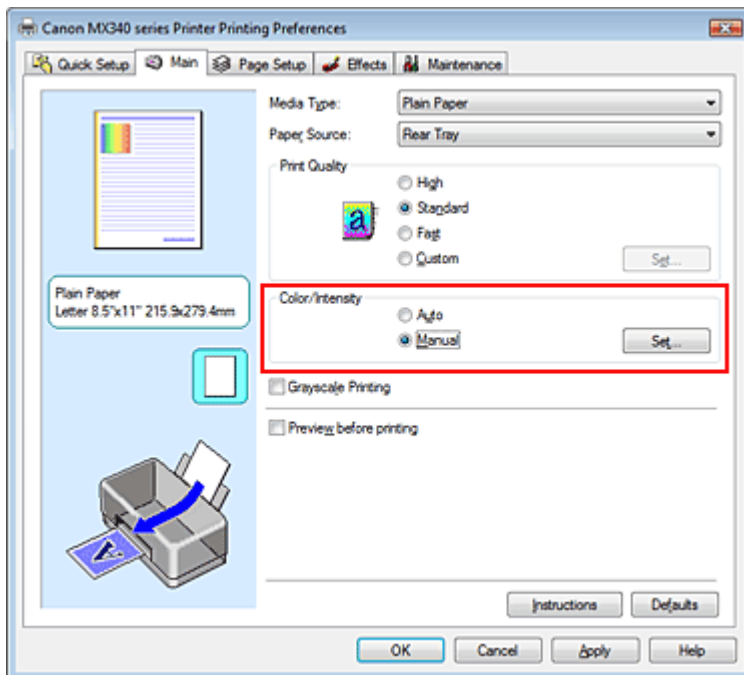 Canon MX340 series Printer Printing Preferences
Quick Setup Main Page Setup Effects Maintenance
Media Type: Plain Paper
Paper Source: Rear Tray
Print Quality
High
a
Standard
Fast
Custom Set...
Plain Paper
Letter 8.5"x11" 215.9x279.4mm
Color/Intensity
Auto
Manual Set...
Grayscale Printing
Preview before printing
A
Instructions Defaults
OK Cancel Apply Help